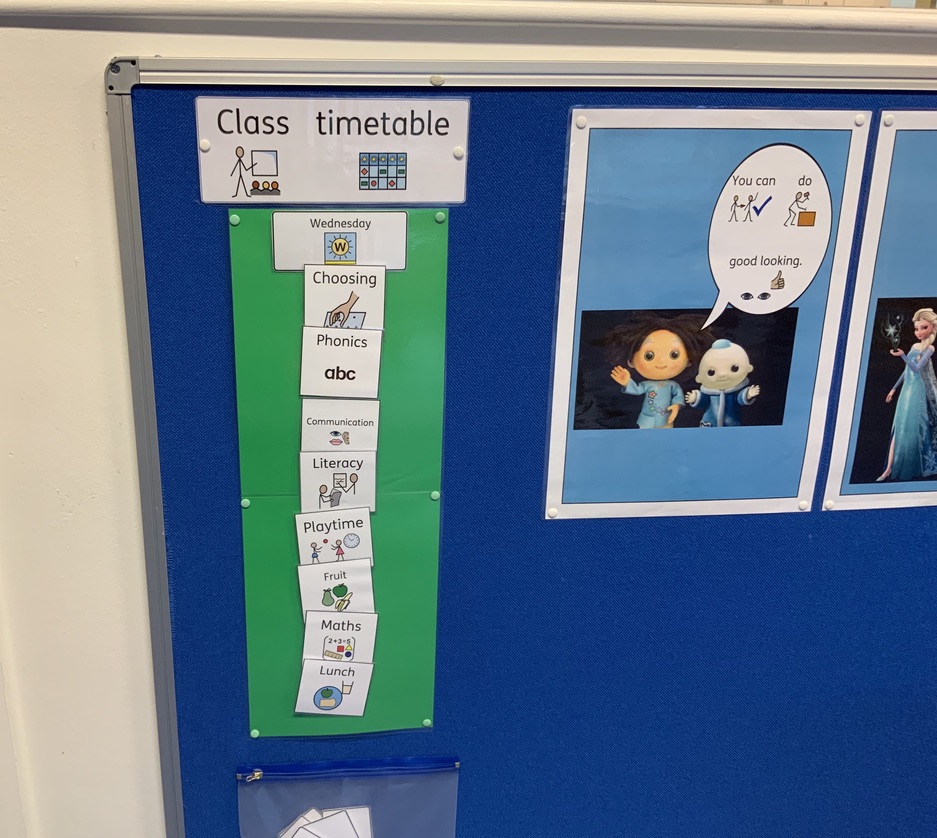 Class timetable
Wednesday
W
Choosing
Phonics
abc
Communication
Literacy
Playtime
Fruit
Maths
2+3=5
Lunch
You can do
good looking.